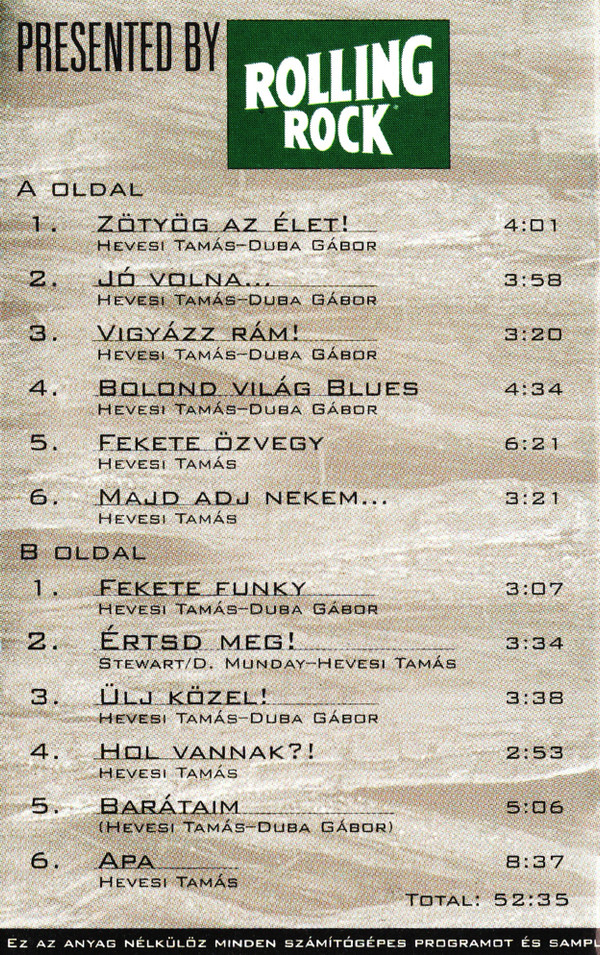 PRESENTED BY
ROLLING
ROCK
A OLDAL
1. ZÖTYÖG AZ ÉLET! 4:01
HEVESI TAMÁS–DUBA GÁBOR
2. JÓ VOLNA... 3:58
HEVESI TAMÁS–DUBA GÁBOR
3. VIGYÁZZ RÁM! 3:20
HEVESI TAMÁS–DUBA GÁBOR
4. BOLOND VILÁG BLUES 4:34
HEVESI TAMÁS–DUBA GÁBOR
5. FEKETE ÖZVEGY 6:21
HEVESI TAMÁS
6. MAJD ADJ NEKEM... 3:21
HEVESI TAMÁS
B OLDAL
1. FEKETE FUNKY 3:07
HEVESI TAMÁS–DUBA GÁBOR
2. ÉRTSD MEG! 3:34
STEWART/D. MUNDAY–HEVESI TAMÁS
3. ÜLJ KÖZEL! 3:38
HEVESI TAMÁS–DUBA GÁBOR
4. HOL VANNAK?! 2:53
HEVESI TAMÁS
5. BARÁTAIM 5:06
(HEVESI TAMÁS–DUBA GÁBOR)
6. APA 8:37
HEVESI TAMÁS
TOTAL: 52:35
EZ AZ ANYAG NÉLKÜLÖZ MINDEN SZÁMÍTÓGÉPES PROGRAMOT ÉS